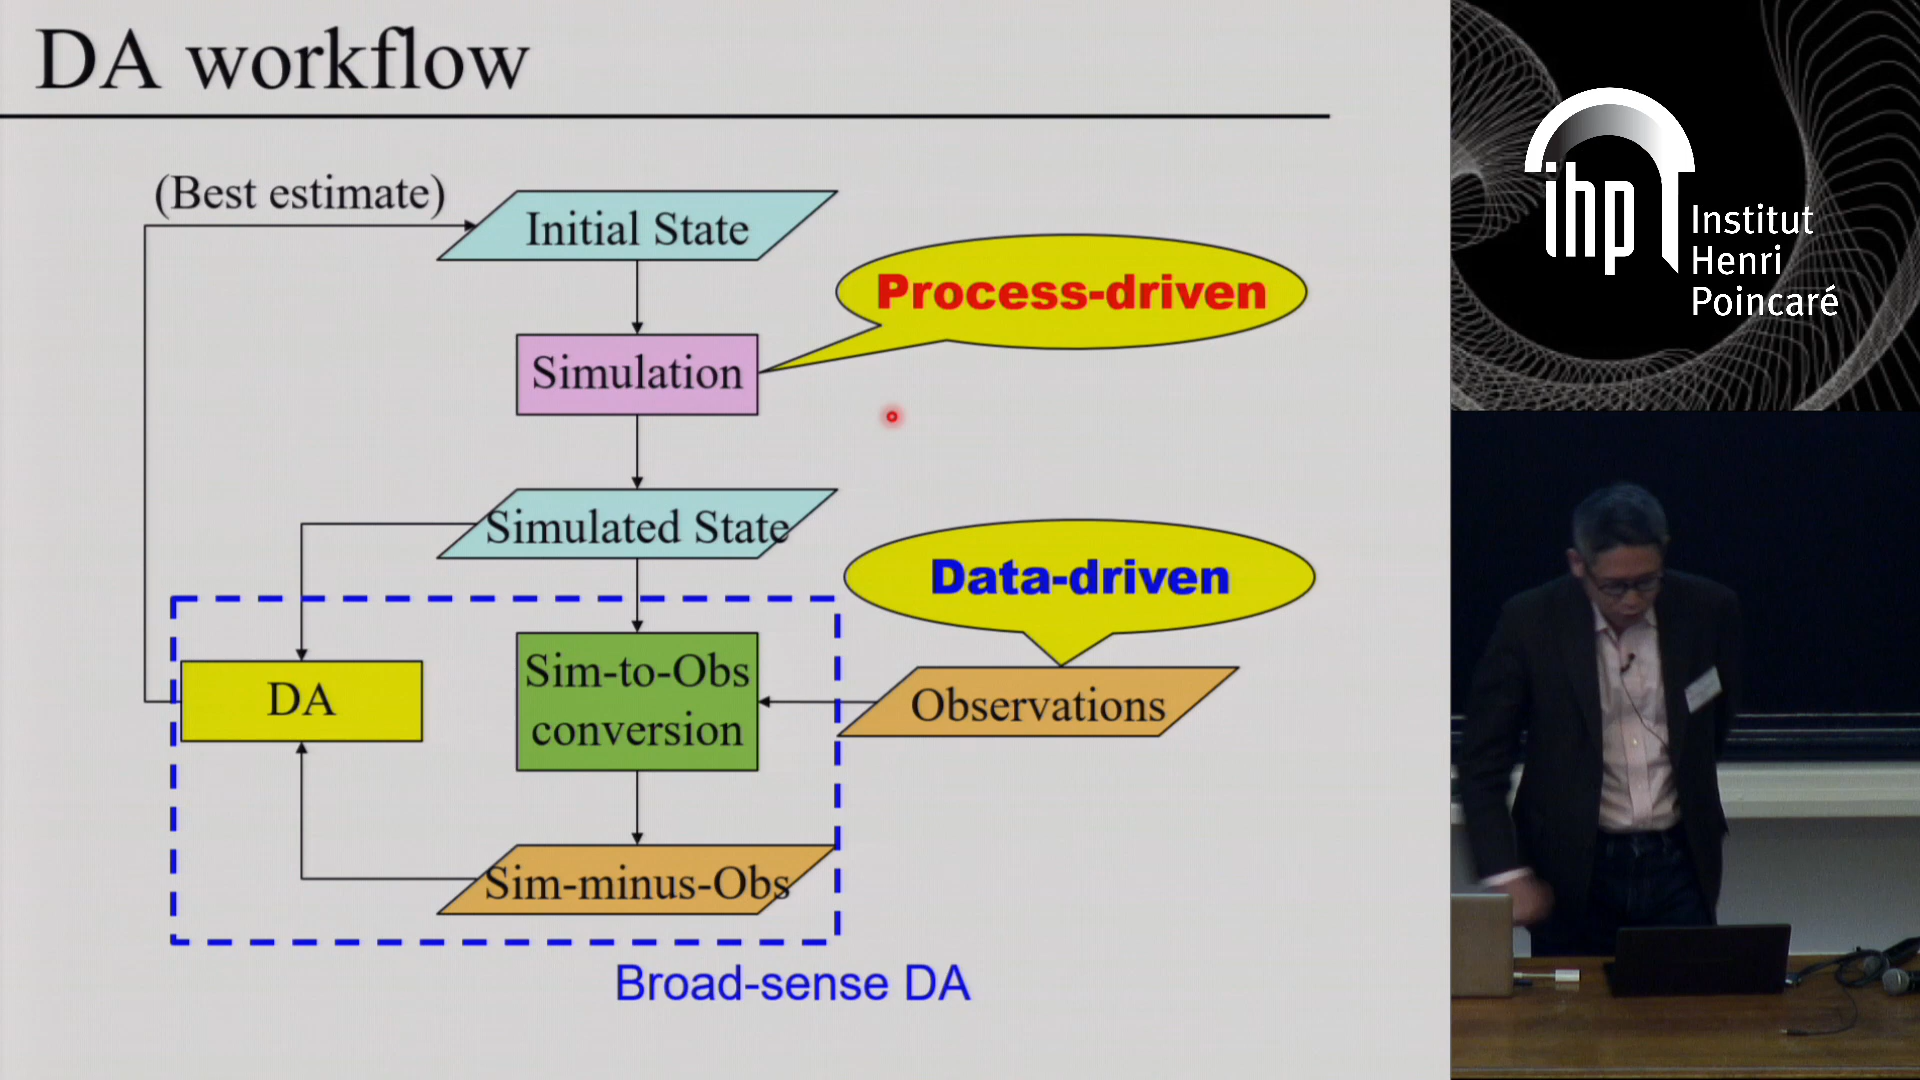 DA workflow
(Best estimate)
Initial State
Process-driven
Simulation
Simulated State
Data-driven
DA
Sim-to-Obs
conversion
Observations
Sim-minus-Obs
Broad-sense DA
ihp
Institut
Henri
Poincaré